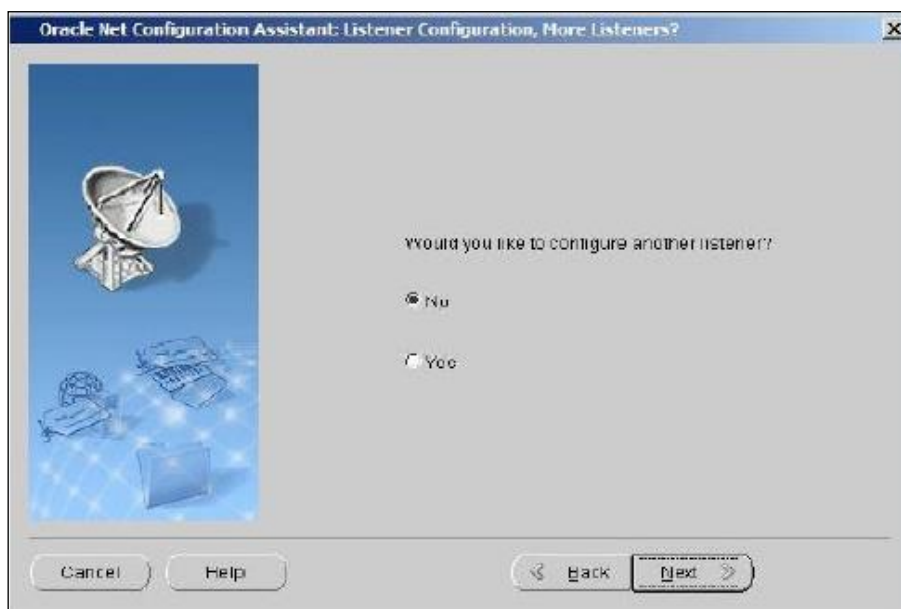 Oracle Net Configuration Assistant: Listener Configuration, More Listeners?
Would you like to configure another listener?
No
Yes
Cancel
Help
Back
Next